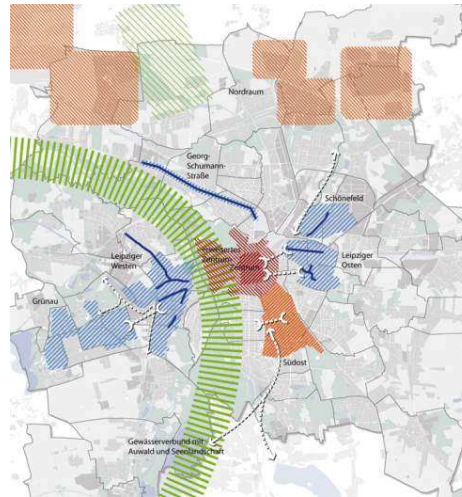 Nordraum
Georg-
Schumann-
Straße
Schönefeld
Erweitertes
Zentrum
Zentrum
Leipziger
Westen
Leipziger
Osten
Grünau
Südost
Gewässerverbund mit
Auwald und Seenlandschaft